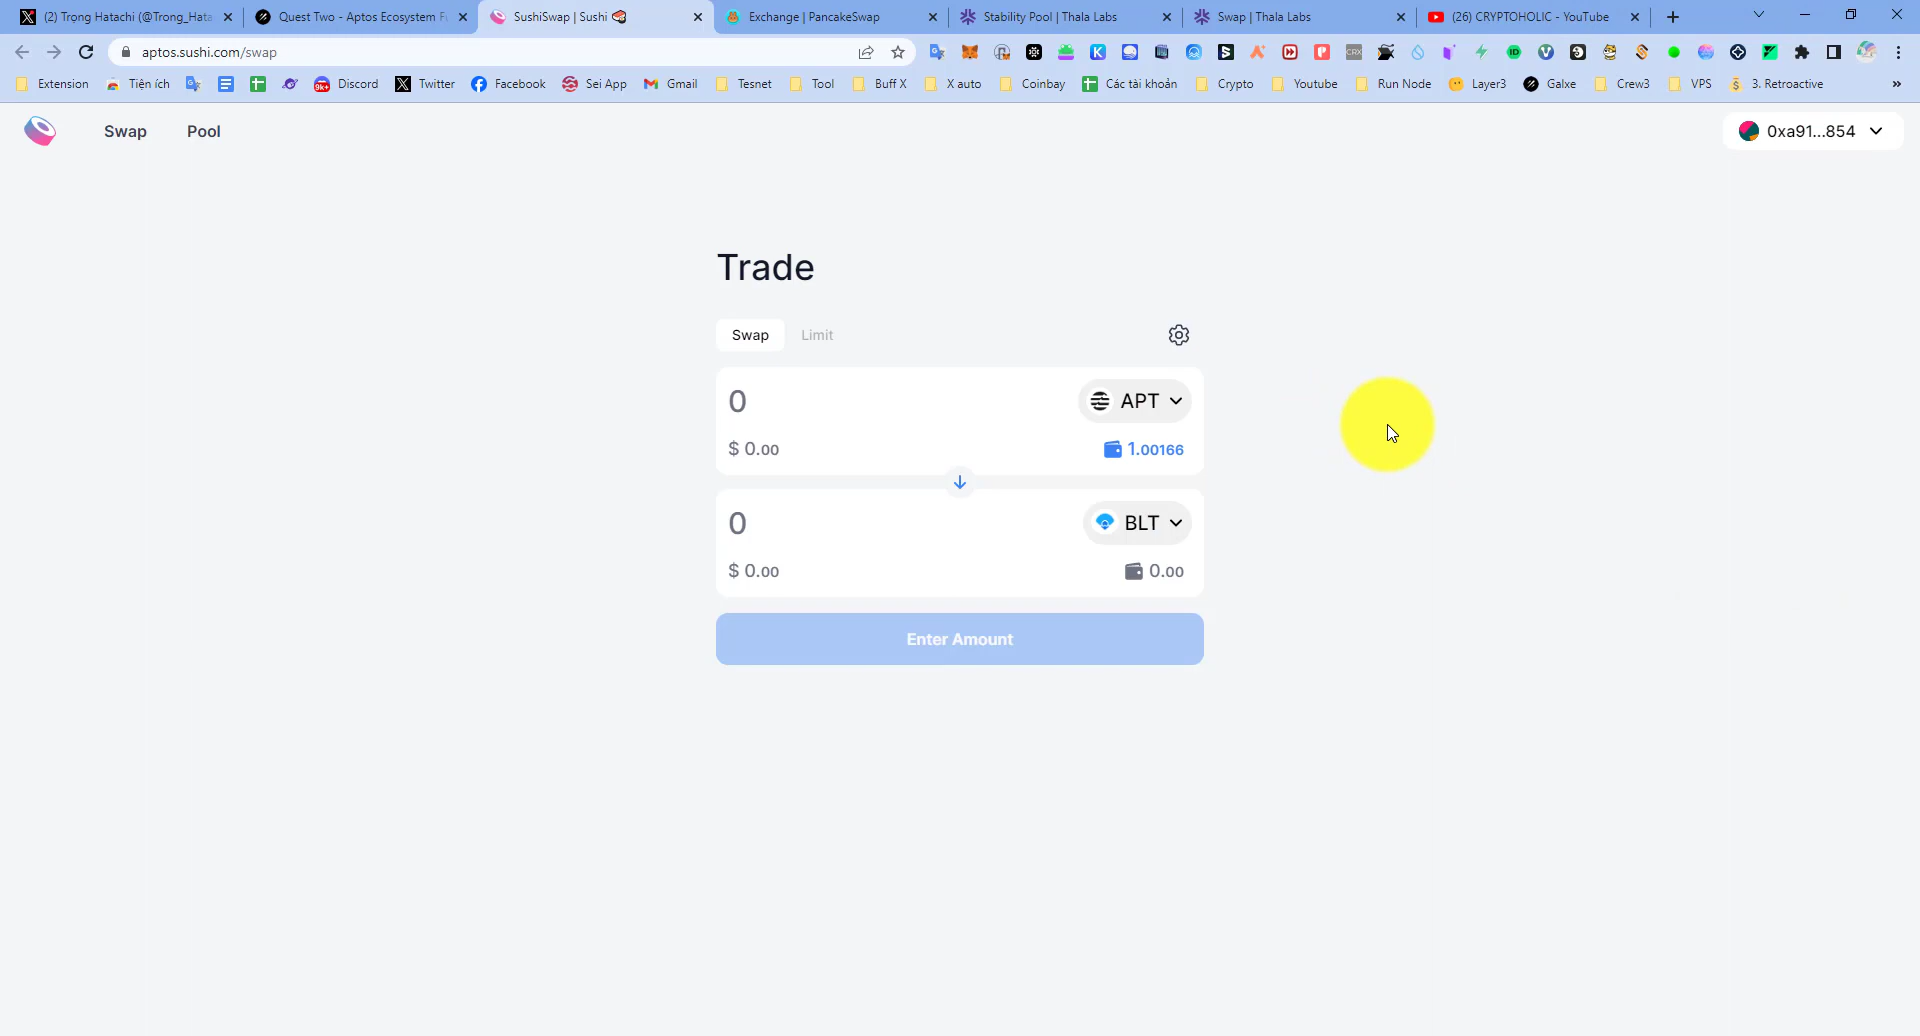 (2) Trọng Hatachi (@Trong_Hata
Quest Two - Aptos Ecosystem Fu
SushiSwap | Sushi
Exchange | PancakeSwap
Stability Pool | Thala Labs
Swap | Thala Labs
(26) CRYPTOHOLIC - YouTube
aptos.sushi.com/swap
Extension
Tiện ích
9k+
Discord
Twitter
Facebook
Sei App
Gmail
Tesnet
Tool
Buff X
X auto
Coinbay
Các tài khoản
Crypto
Youtube
Run Node
Layer3
Galxe
Crew3
VPS
3. Retroactive
»
Swap
Pool
0xa91...854
Trade
Swap
Limit
0
APT
$ 0.00
1.00166
0
BLT
$ 0.00
0.00
Enter Amount